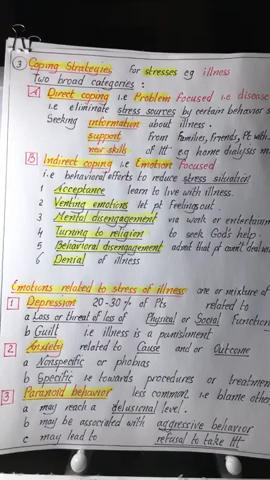 3 Coping Strategies for stresses eg illness
Two broad categories:
A Direct coping i.e Problem focused i.e disease
i.e eliminate stress sources by certain behavior s
Seeking information about illness.
support from families, Friends, Pt with
new skills of ttt eg home dialysis m
B Indirect coping i.e Emotion focused
i.e behavioral efforts to reduce stress situation
1 Acceptance learn to live with illness.
2 Venting emotions let pt feelings out.
3 Mental disengagement via work or entertainm
4 Turning to religion to seek God's help.
5 Behavioral disengagement admit that pt couldn't deal
6 Denial of illness
Emotions related to stress of illness one or mixture of
1 Depression 20-30% of Pts related to
a Loss or threat of loss of Physical or Social function
b Guilt i.e illness is a punishment
2 Anxiety related to Cause and/or Outcome
a Nonspecific or phobias
b Specific i.e towards procedures or treatmen
3 Paranoid behavior less common i.e blame other
a may reach a delusional level.
b may be associated with aggressive behavior
c may lead to refusal to take ttt